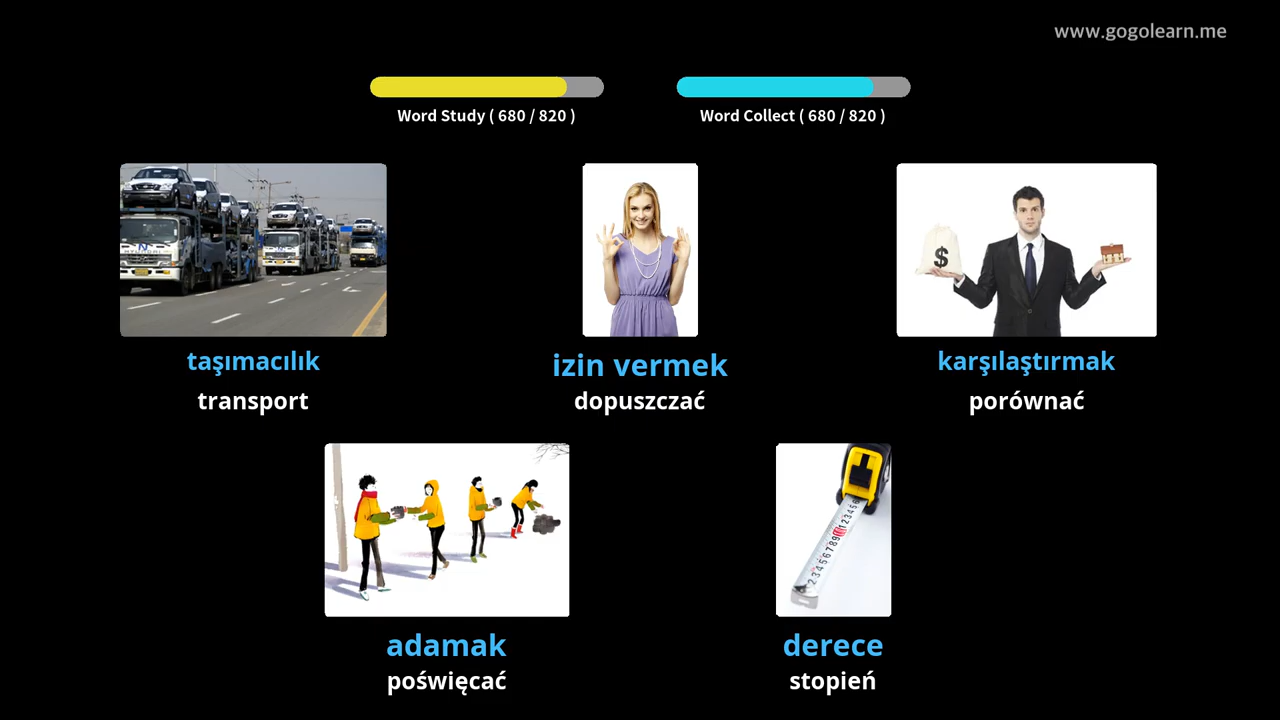 www.gogolearn.me
Word Study ( 680 / 820 )
Word Collect ( 680 / 820 )
taşımacılık
transport
izin vermek
dopuszczać
karşılaştırmak
porównać
adamak
poświęcać
derece
stopień